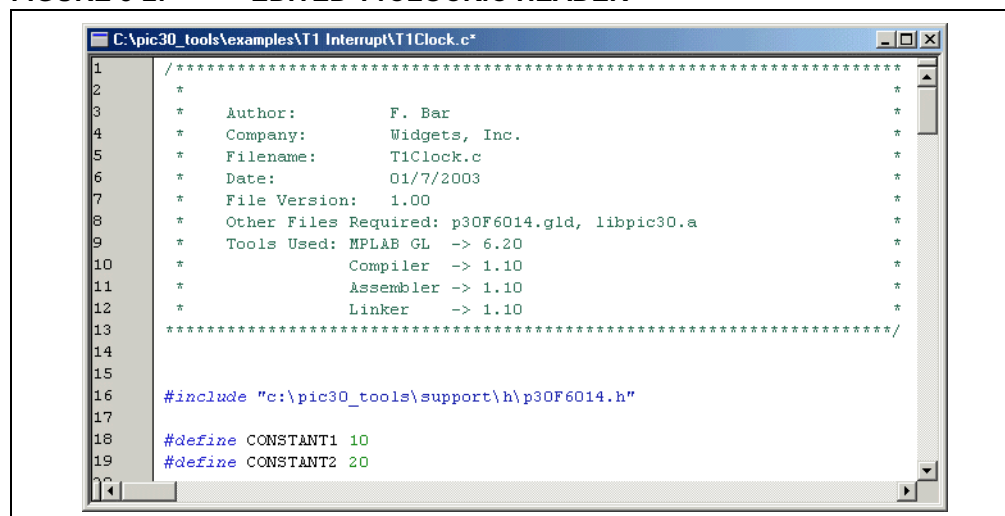 C:\pic30_tools\examples\T1 Interrupt\T1Clock.c*
1 /***********************************************************************
2 * *
3 * Author: F. Bar *
4 * Company: Widgets, Inc. *
5 * Filename: T1Clock.c *
6 * Date: 01/7/2003 *
7 * File Version: 1.00 *
8 * Other Files Required: p30F6014.gld, libpic30.a *
9 * Tools Used: MPLAB GL -> 6.20 *
10 * Compiler -> 1.10 *
11 * Assembler -> 1.10 *
12 * Linker -> 1.10 *
13 ***********************************************************************/
14
15
16 #include "c:\pic30_tools\support\h\p30F6014.h"
17
18 #define CONSTANT1 10
19 #define CONSTANT2 20